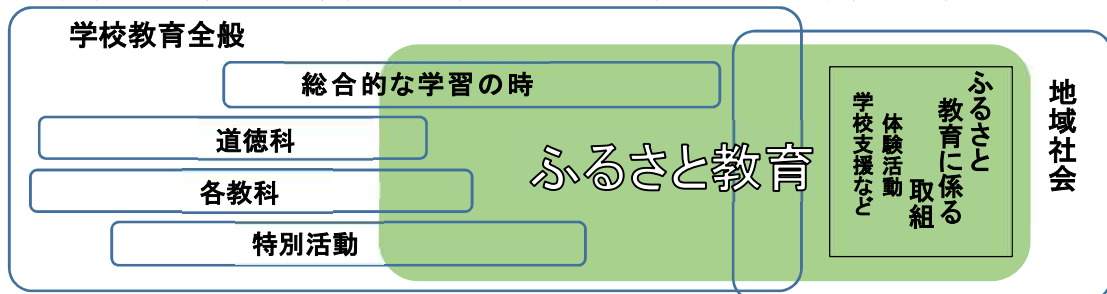 学校教育全般
総合的な学習の時
道徳科
各教科
特別活動
ふるさと教育
ふるさと
教育に係る
取組
体験活動
学校支援など
地域社会